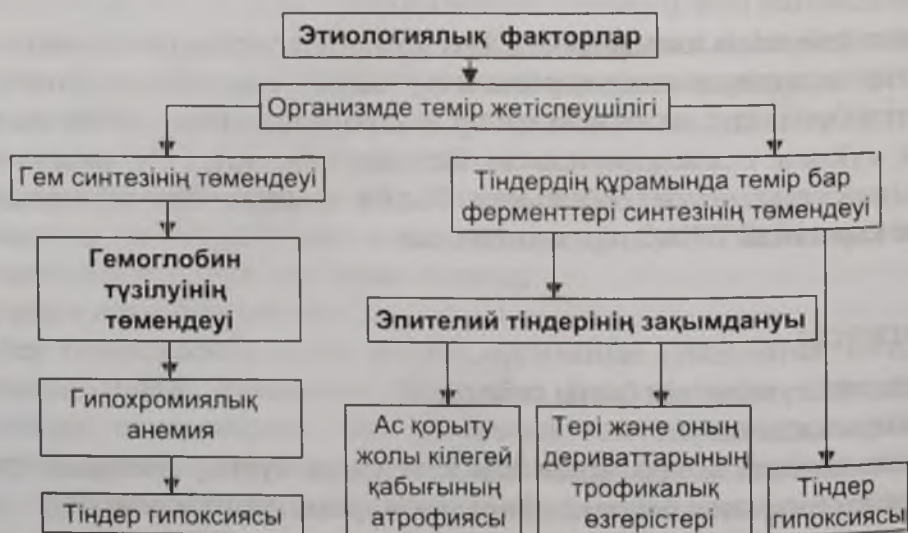 Этиологиялық факторлар
Организмде темір жетіспеушілігі
Гем синтезінің төмендеуі
Тіндердің құрамында темір бар
ферменттері синтезінің төмендеуі
Гемоглобин
түзілуінің
төмендеуі
Эпителий тіндерінің зақымдануы
Гипохромиялық
анемия
Ас қорыту
жолы кілегей
қабығының
атрофиясы
Тері және оның
дериваттарының
трофикалық
өзгерістері
Тіндер
гипоксиясы
Тіндер гипоксиясы